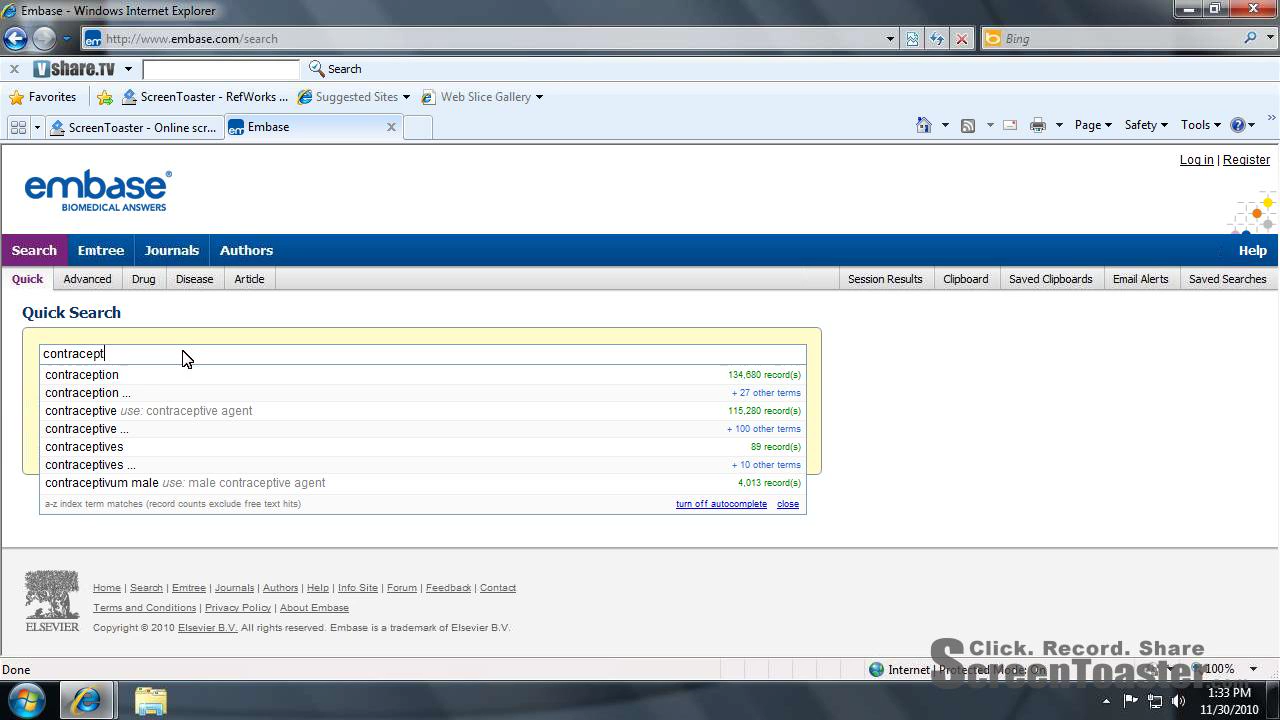 Embase - Windows Internet Explorer
http://www.embase.com/search
Bing
vshare.tv
Search
Favorites
ScreenToaster - RefWorks ...
Suggested Sites
Web Slice Gallery
ScreenToaster - Online scr...
Embase
Page
Safety
Tools
Log in | Register
embase®
BIOMEDICAL ANSWERS
Search
Emtree
Journals
Authors
Help
Quick
Advanced
Drug
Disease
Article
Session Results
Clipboard
Saved Clipboards
Email Alerts
Saved Searches
Quick Search
contracept
contraception 134,680 record(s)
contraception ... + 27 other terms
contraceptive use: contraceptive agent 115,280 record(s)
contraceptive ... + 100 other terms
contraceptives 89 record(s)
contraceptives ... + 10 other terms
contraceptivum male use: male contraceptive agent 4,013 record(s)
a-z index term matches (record counts exclude free text hits) turn off autocomplete close
ELSEVIER
Home | Search | Emtree | Journals | Authors | Help | Info Site | Forum | Feedback | Contact
Terms and Conditions | Privacy Policy | About Embase
Copyright © 2010 Elsevier B.V. All rights reserved. Embase is a trademark of Elsevier B.V.
Click. Record. Share
ScreenToaster.com
Done
Internet | Protected Mode: On
100%
1:33 PM
11/30/2010